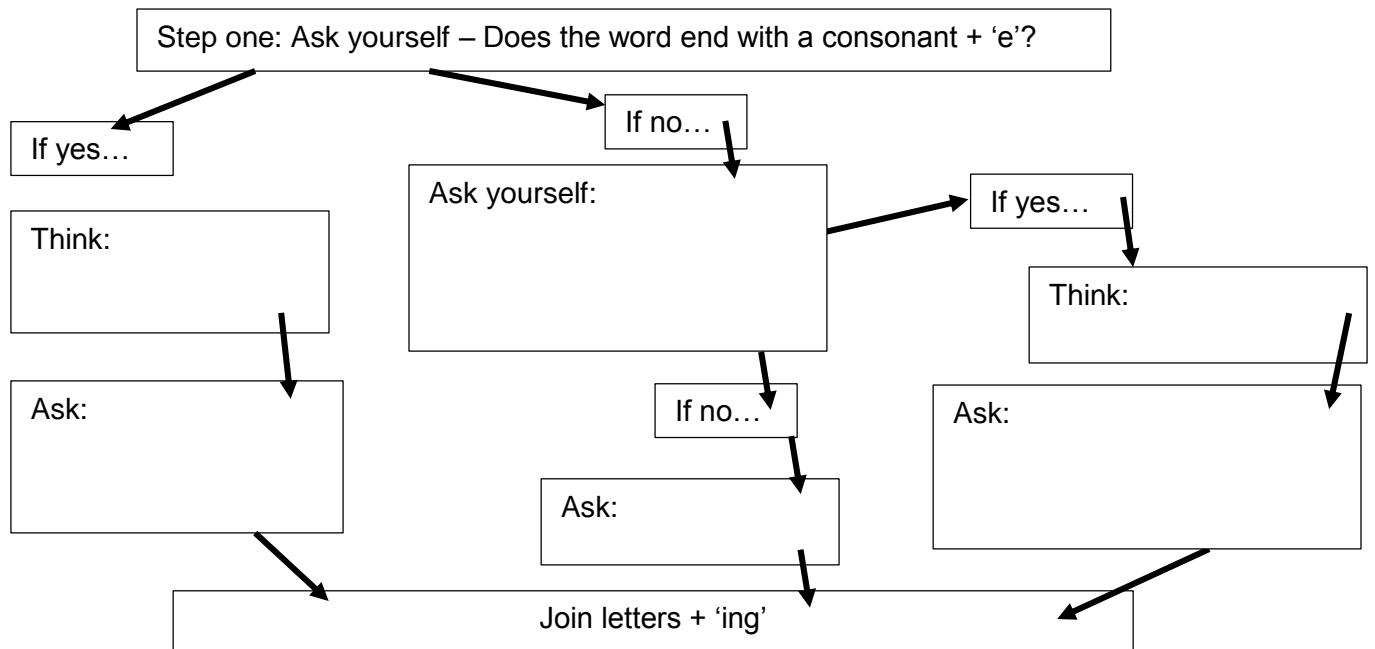 Step one: Ask yourself – Does the word end with a consonant + ‘e’?
If yes…
If no…
Think:
Ask:
Ask yourself:
If no…
Ask:
If yes…
Think:
Ask:
Join letters + ‘ing’